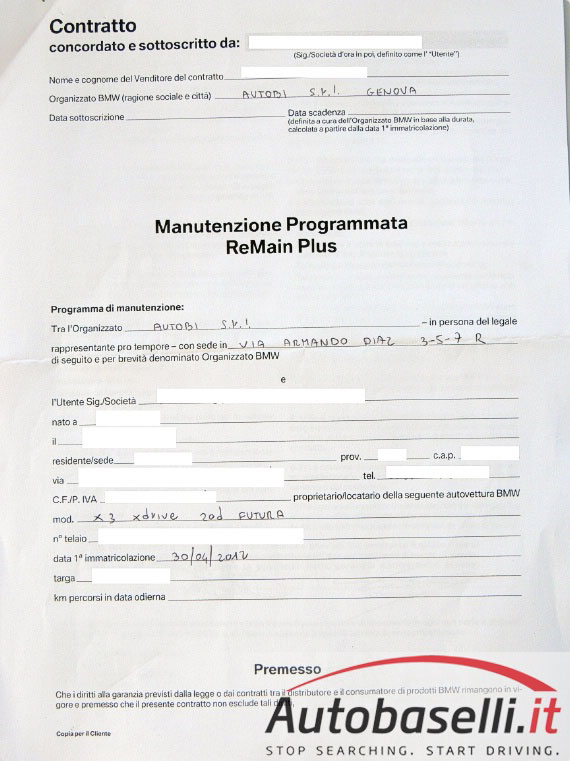 Contratto
concordato e sottoscritto da:
(Sig./Società d'ora in poi, definito come l' "Utente")
Nome e cognome del Venditore del contratto
Organizzato BMW (ragione sociale e città) AUTOBI S.r.l. GENOVA
Data sottoscrizione
Data scadenza
(definita a cura dell'Organizzato BMW in base alla durata,
calcolata a partire dalla data 1ª immatricolazione)
Manutenzione Programmata
ReMain Plus
Programma di manutenzione:
Tra l'Organizzato AUTOBI S.r.l. – in persona del legale
rappresentante pro tempore – con sede in VIA ARMANDO DIAZ 3-5-7 R
di seguito e per brevità denominato Organizzato BMW
e
l'Utente Sig./Società
nato a
il
residente/sede prov. c.a.p.
via tel.
C.F./P. IVA proprietario/locatario della seguente autovettura BMW
mod. X3 xdrive 20d FUTURA
n° telaio
data 1ª immatricolazione 30/04/2012
targa
km percorsi in data odierna
Premesso
Che i diritti alla garanzia previsti dalla legge o dai contratti tra il distributore e il consumatore di prodotti BMW rimangono in vi-
gore e premesso che il presente contratto non esclude tali
Copia per il Cliente
Autobaselli.it
STOP SEARCHING. START DRIVING.